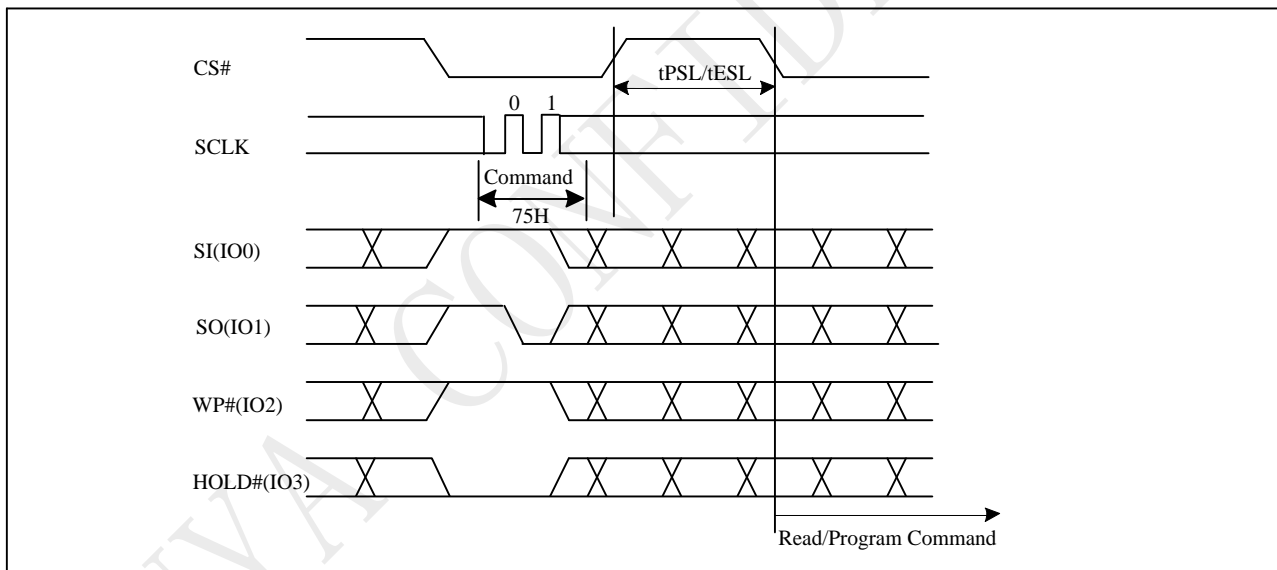 CS#
tPSL/tESL
0 1
SCLK
Command
75H
SI(IO0)
SO(IO1)
WP#(IO2)
HOLD#(IO3)
Read/Program Command